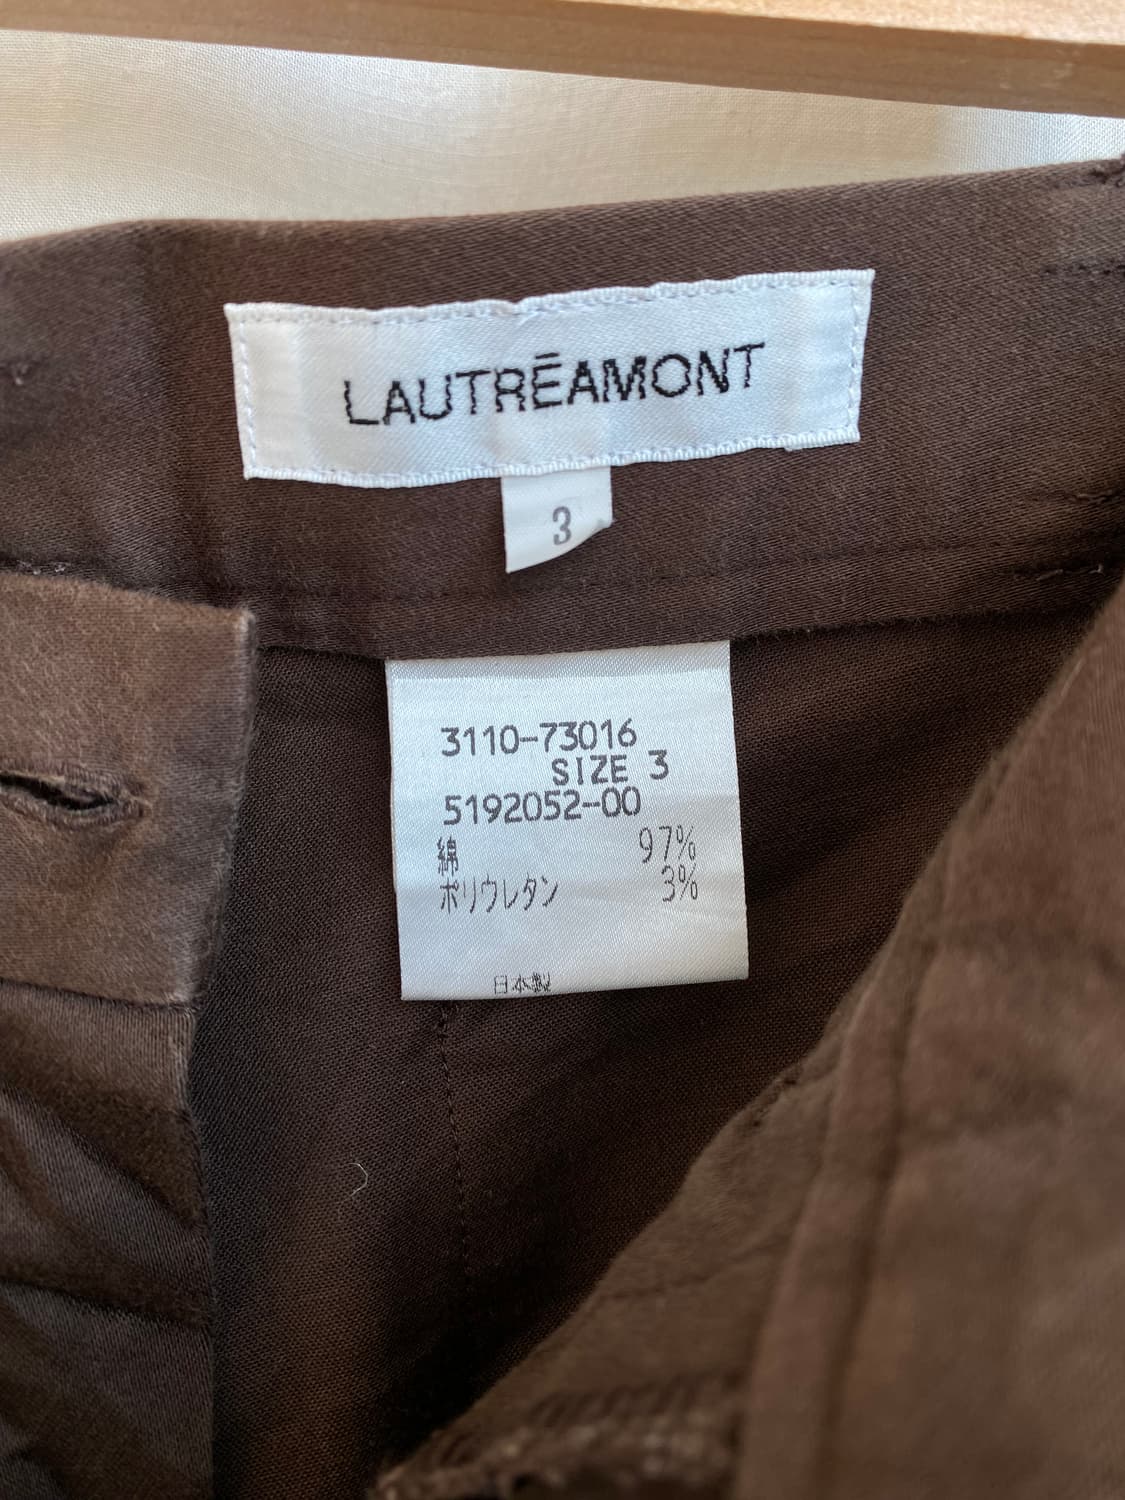 LAUTRĒAMONT
3
3110-73016
SIZE 3
5192052-00
綿 97%
ポリウレタン 3%
日本製